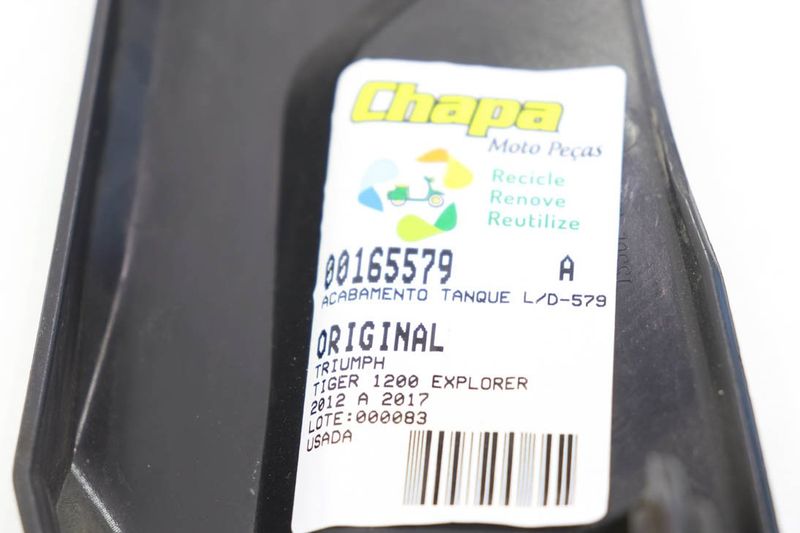 Chapa
Moto Peças
Recicle
Renove
Reutilize
00165579 A
ACABAMENTO TANQUE L/D-579
ORIGINAL
TRIUMPH
TIGER 1200 EXPLORER
2012 A 2017
LOTE:000083
USADA